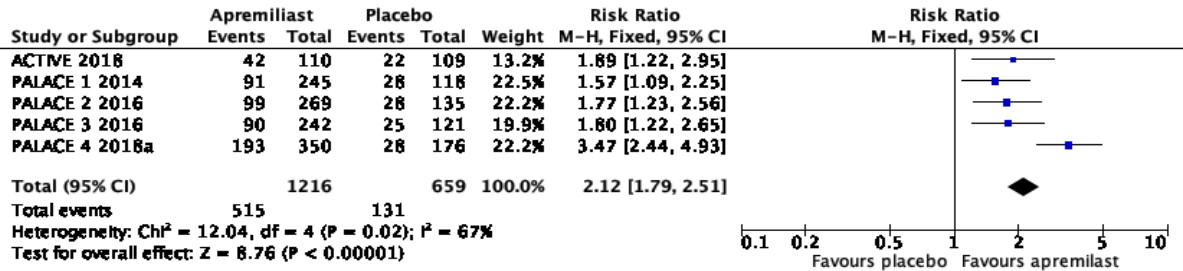 Apremiliast Placebo Risk Ratio Risk Ratio
Study or Subgroup Events Total Events Total Weight M-H, Fixed, 95% CI M-H, Fixed, 95% CI
ACTIVE 2018 42 110 22 109 13.2% 1.89 [1.22, 2.95]
PALACE 1 2014 91 245 28 118 22.5% 1.57 [1.09, 2.25]
PALACE 2 2016 99 269 28 135 22.2% 1.77 [1.23, 2.56]
PALACE 3 2016 90 242 25 121 19.9% 1.80 [1.22, 2.65]
PALACE 4 2018a 193 350 28 176 22.2% 3.47 [2.44, 4.93]
Total (95% CI) 1216 659 100.0% 2.12 [1.79, 2.51]
Total events 515 131
Heterogeneity: Chi² = 12.04, df = 4 (P = 0.02); I² = 67%
Test for overall effect: Z = 8.76 (P < 0.00001)
0.1 0.2 0.5 1 2 5 10
Favours placebo Favours apremilast